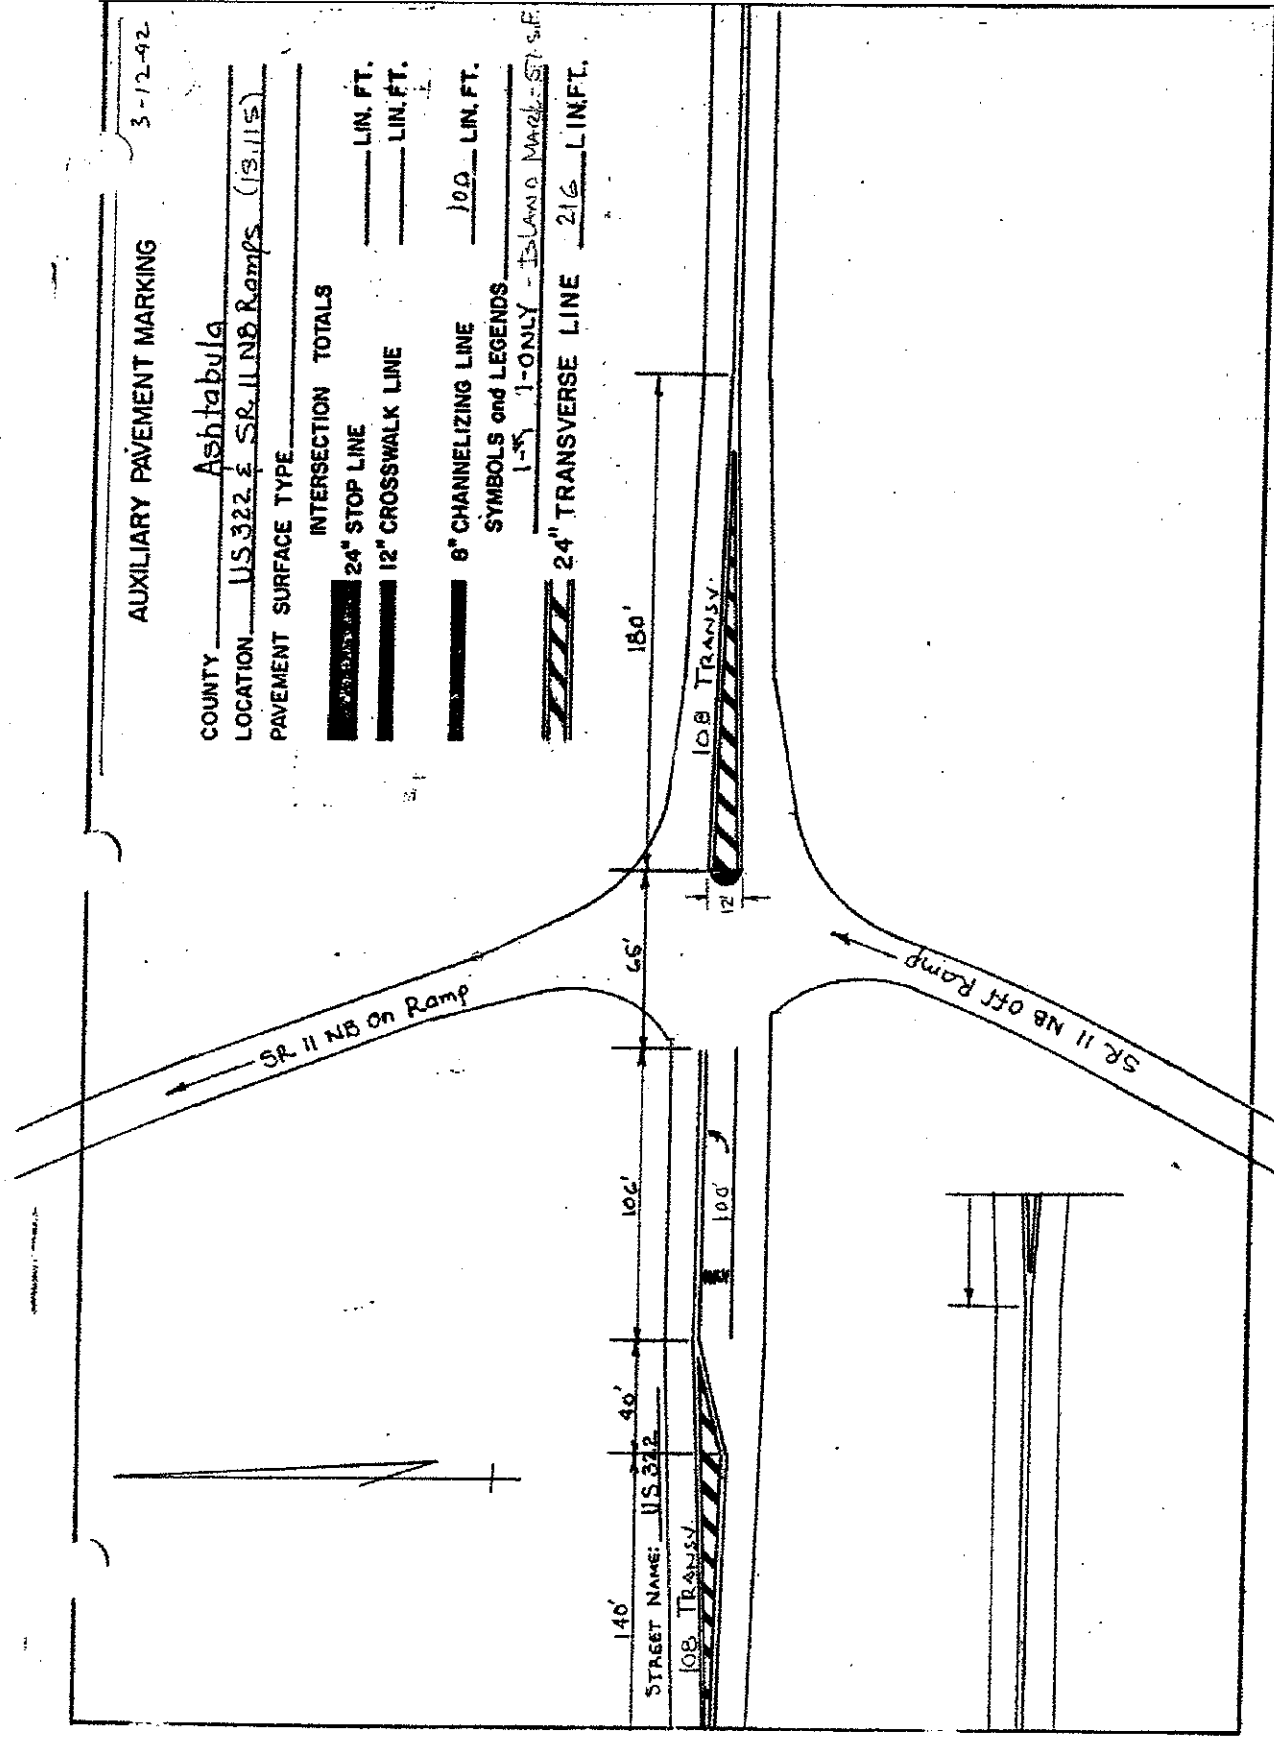 3-12-92
AUXILIARY PAVEMENT MARKING
COUNTY Ashtabula
LOCATION US 322 & SR 11 NB Ramps (13.115)
PAVEMENT SURFACE TYPE
INTERSECTION TOTALS
24" STOP LINE LIN. FT.
12" CROSSWALK LINE LIN. FT.
8" CHANNELIZING LINE 100 LIN. FT.
SYMBOLS and LEGENDS
1-ONLY - ISLAND MARK - S.F.
24" TRANSVERSE LINE 216 LIN. FT.
180'
108 TRANSV.
12'
SR 11 NB On Ramp
SR 11 NB Off Ramp
106'
100'
40'
140'
STREET NAME: US 322
108 TRANSV.